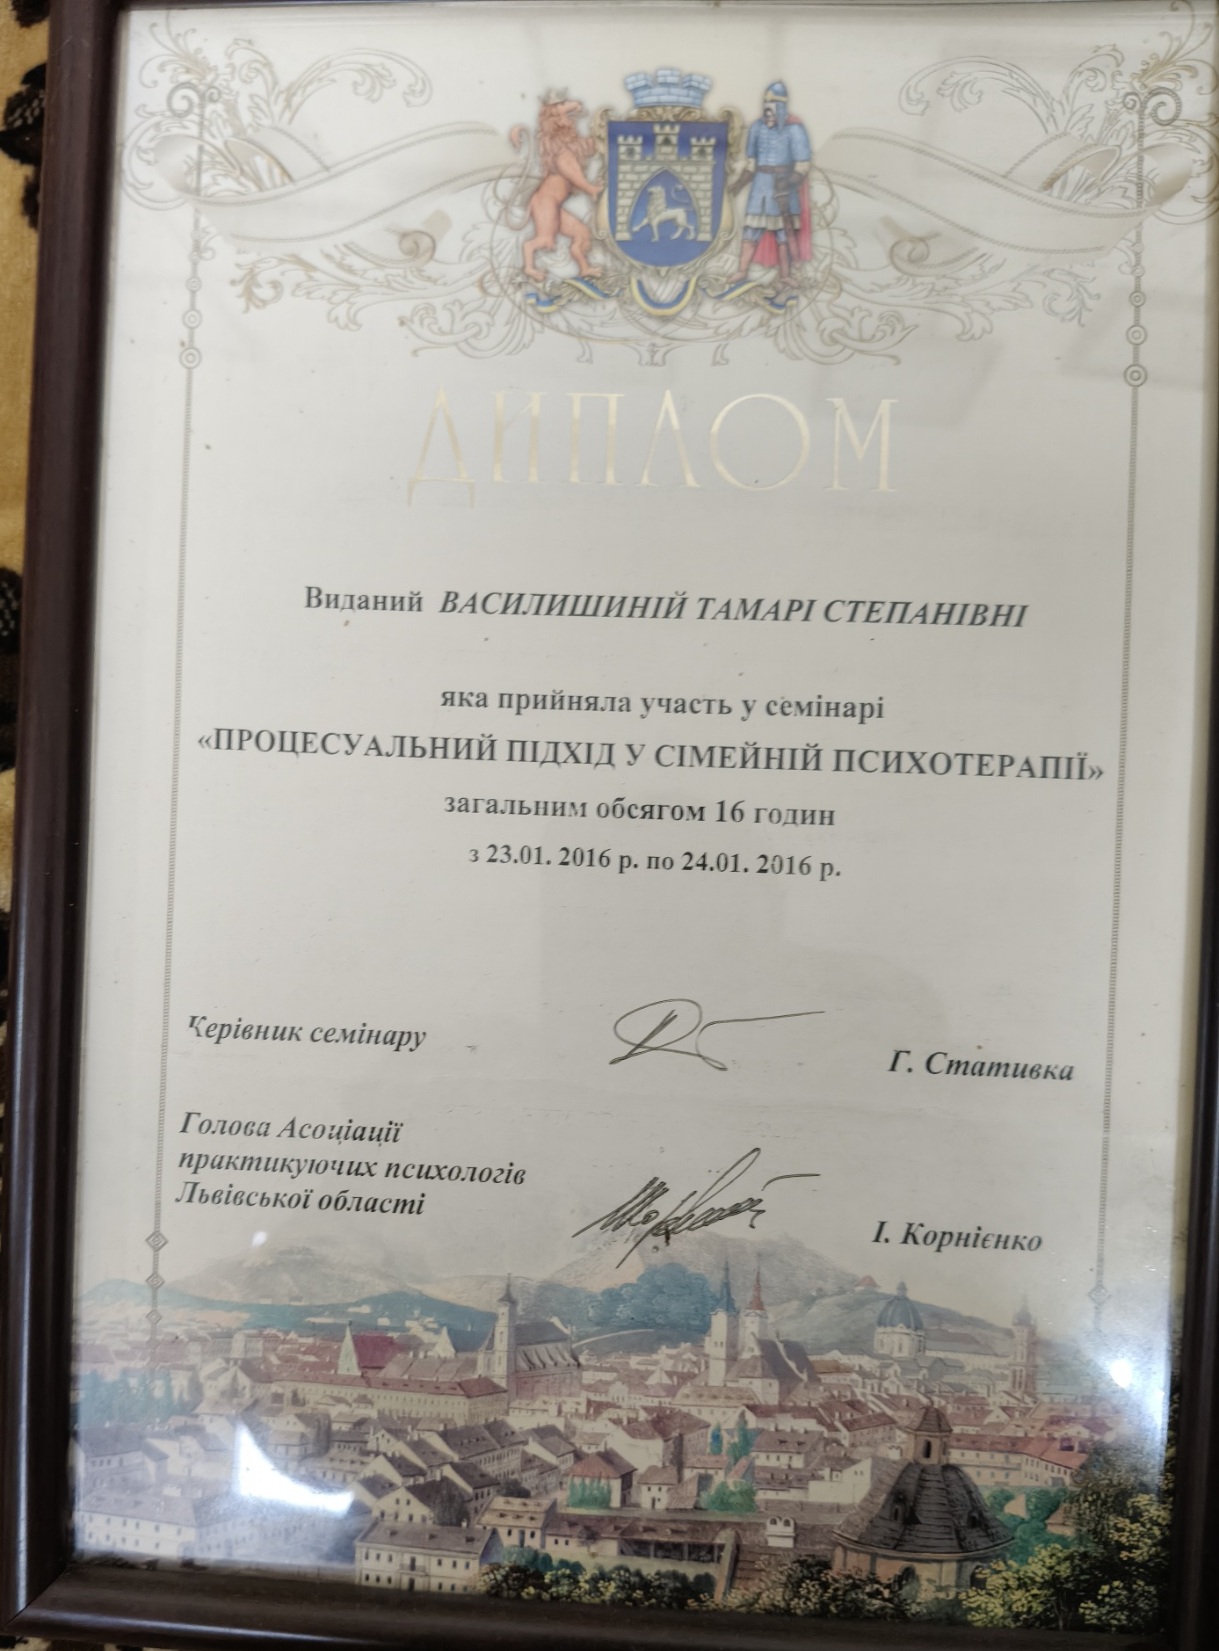 ДИПЛОМ
Виданий ВАСИЛИШИНІЙ ТАМАРІ СТЕПАНІВНІ
яка прийняла участь у семінарі
«ПРОЦЕСУАЛЬНИЙ ПІДХІД У СІМЕЙНІЙ ПСИХОТЕРАПІЇ»
загальним обсягом 16 годин
з 23.01. 2016 р. по 24.01. 2016 р.
Керівник семінару
Г. Стативка
Голова Асоціації
практикуючих психологів
Львівської області
І. Корнієнко